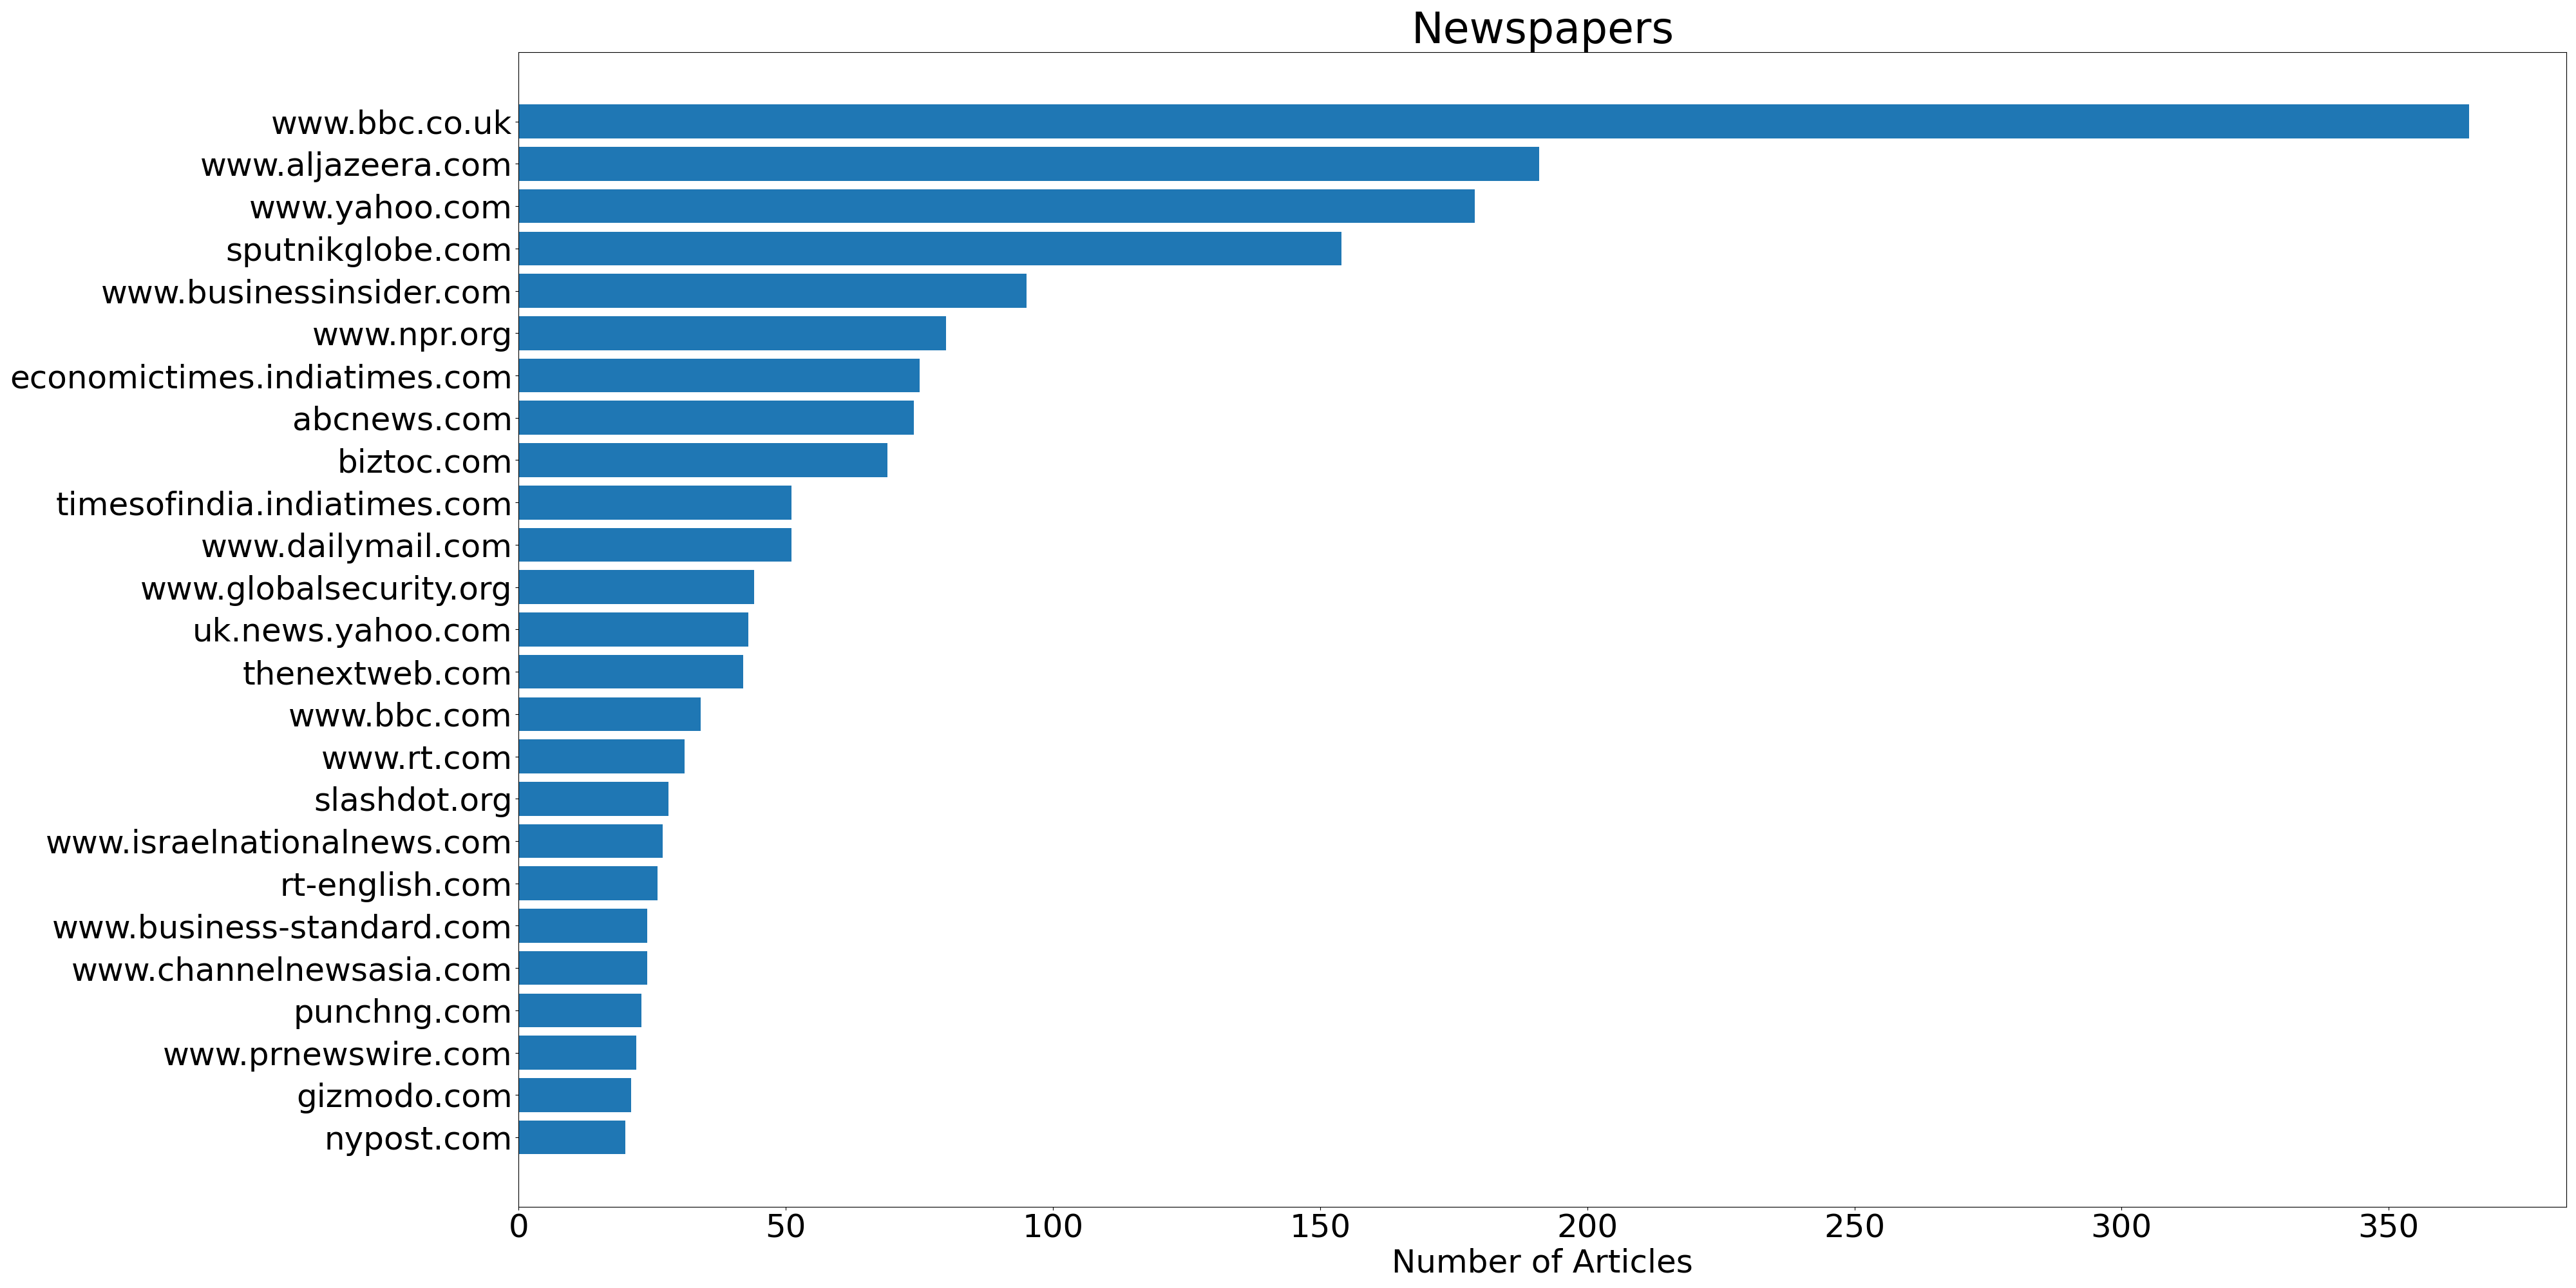 Newspapers
www.bbc.co.uk
www.aljazeera.com
www.yahoo.com
sputnikglobe.com
www.businessinsider.com
www.npr.org
economictimes.indiatimes.com
abcnews.com
biztoc.com
timesofindia.indiatimes.com
www.dailymail.com
www.globalsecurity.org
uk.news.yahoo.com
thenextweb.com
www.bbc.com
www.rt.com
slashdot.org
www.israelnationalnews.com
rt-english.com
www.business-standard.com
www.channelnewsasia.com
punchng.com
www.prnewswire.com
gizmodo.com
nypost.com
0 50 100 150 200 250 300 350
Number of Articles